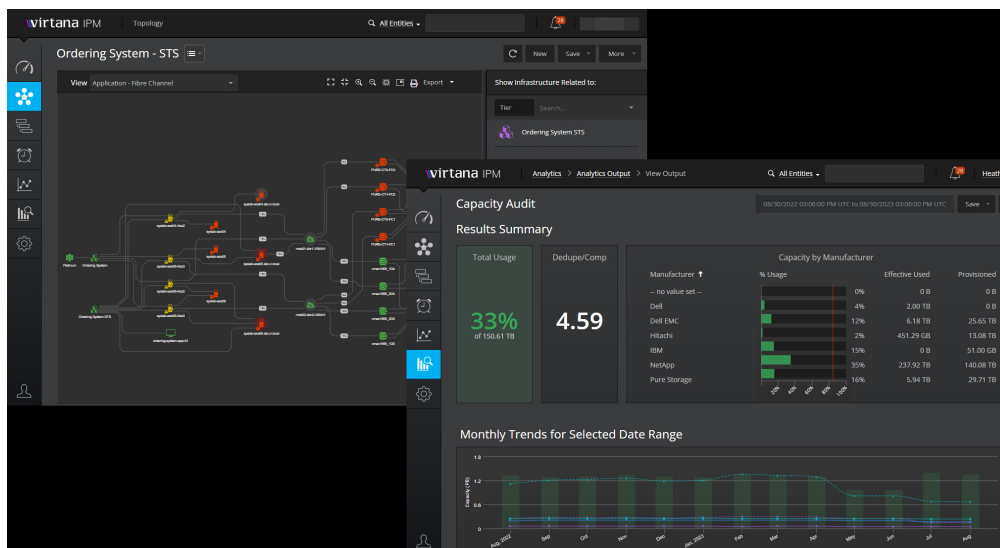 virtana IPM
Topology
All Entities
28
Ordering System - STS
New
Save
More
View
Application - Fibre Channel
Export
Show Infrastructure Related to:
Tier
Search...
Ordering System STS
Platinum
Ordering System
Ordering System STS
virtana IPM
Analytics > Analytics Output > View Output
All Entities
28
Heath
Capacity Audit
08/30/2022 03:06:00 PM UTC to 08/30/2023 03:06:00 PM UTC
Save
Results Summary
Total Usage
33%
of 150.61 TB
Dedupe/Comp
4.59
Capacity by Manufacturer
Manufacturer
% Usage
Effective Used
Provisioned
-- no value set --
0%
0 B
0 B
Dell
4%
2.00 TB
0 B
Dell EMC
12%
6.18 TB
25.65 TB
Hitachi
2%
451.29 GB
13.08 TB
IBM
15%
0 B
51.00 GB
NetApp
35%
237.92 TB
140.08 TB
Pure Storage
16%
5.94 TB
29.71 TB
20%
40%
60%
80%
100%
Monthly Trends for Selected Date Range
Capacity (PB)
1.8
1.2
0.6
0
Aug, 2022
Sep
Oct
Nov
Dec
Jan, 2023
Feb
Mar
Apr
May
Jun
Jul
Aug